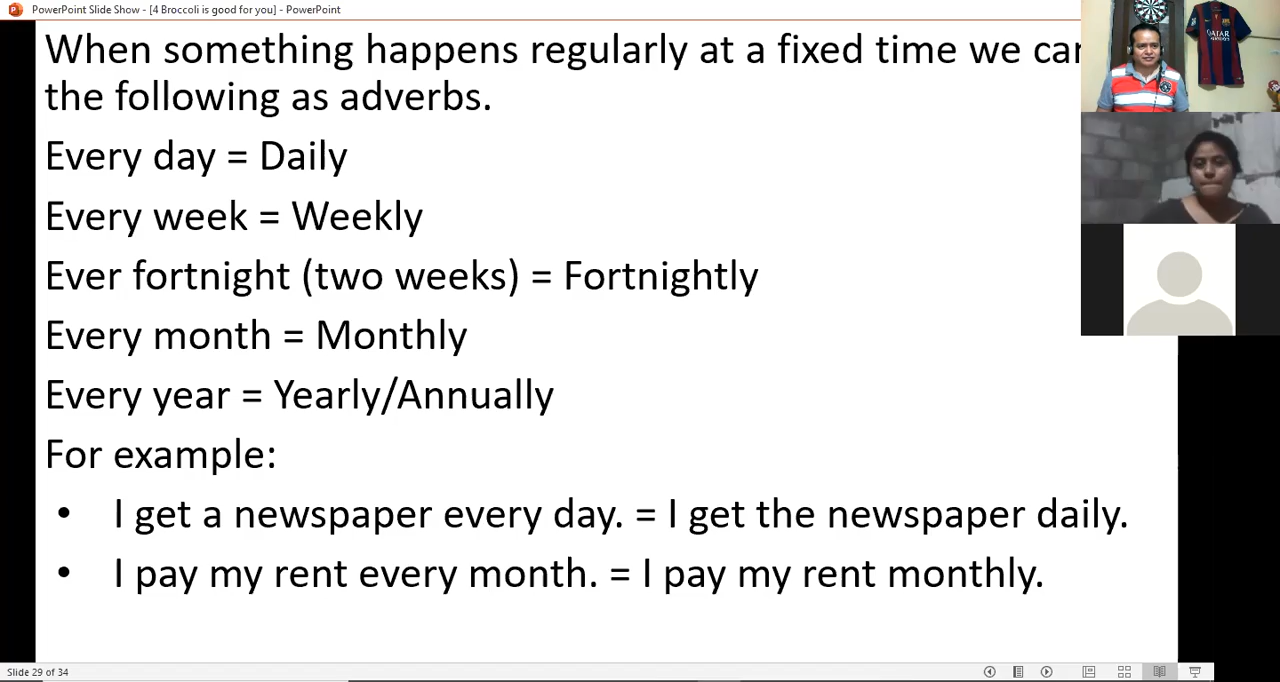 PowerPoint Slide Show - [4 Broccoli is good for you] - PowerPoint
When something happens regularly at a fixed time we can
the following as adverbs.
Every day = Daily
Every week = Weekly
Ever fortnight (two weeks) = Fortnightly
Every month = Monthly
Every year = Yearly/Annually
For example:
• I get a newspaper every day. = I get the newspaper daily.
• I pay my rent every month. = I pay my rent monthly.
QATAR
Slide 29 of 34